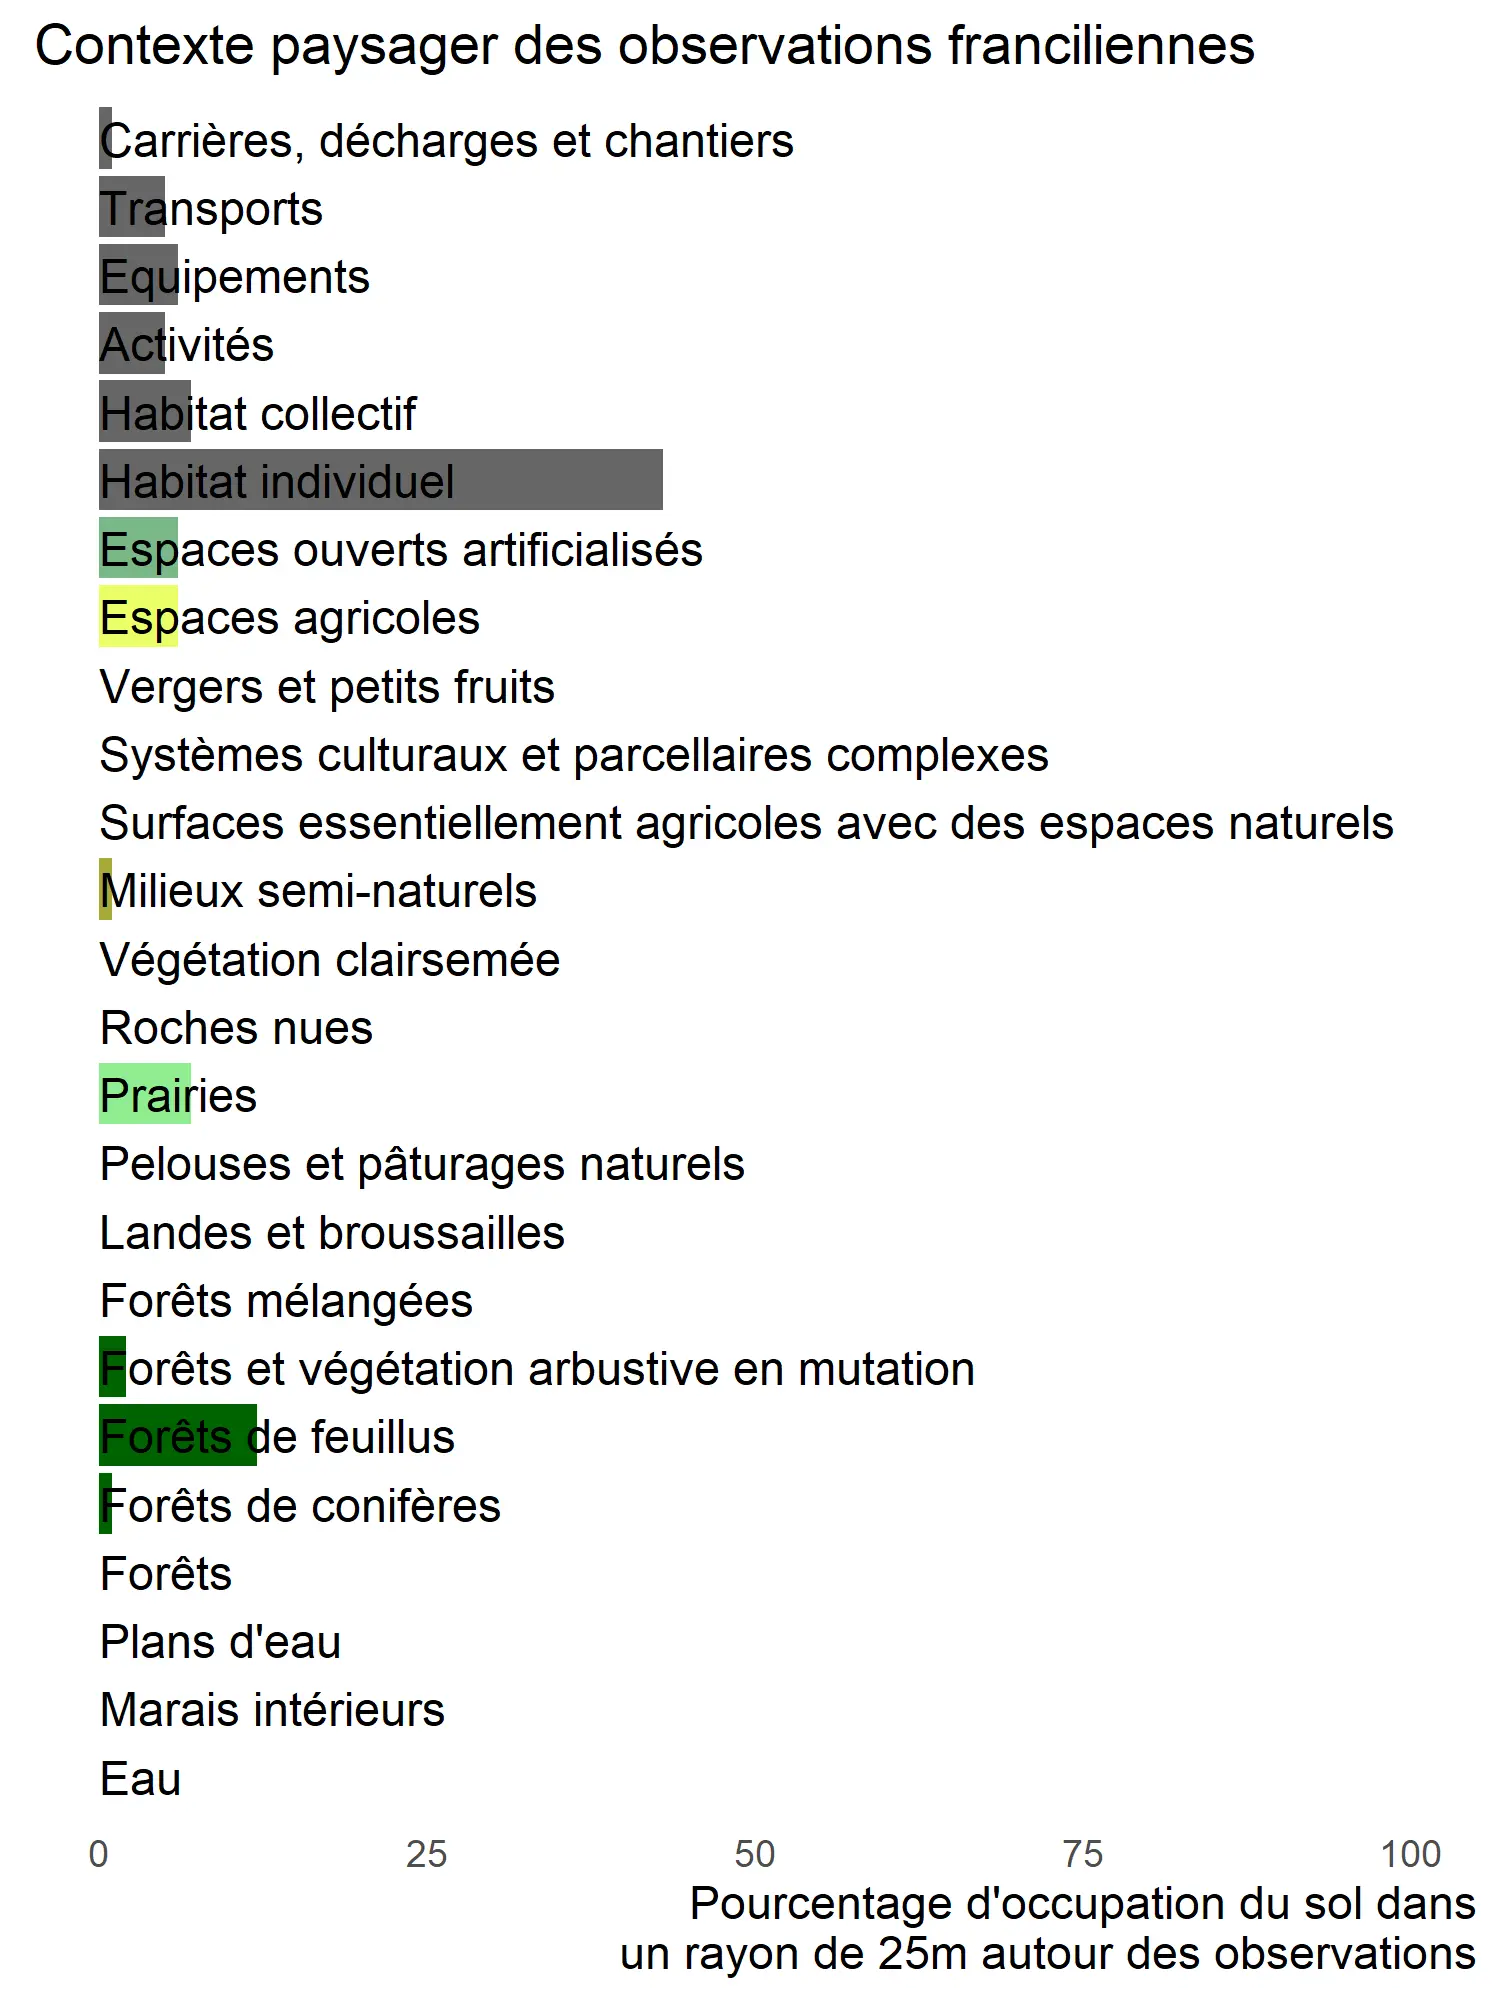 Contexte paysager des observations franciliennes
Carrières, décharges et chantiers
Transports
Equipements
Activités
Habitat collectif
Habitat individuel
Espaces ouverts artificialisés
Espaces agricoles
Vergers et petits fruits
Systèmes culturaux et parcellaires complexes
Surfaces essentiellement agricoles avec des espaces naturels
Milieux semi-naturels
Végétation clairsemée
Roches nues
Prairies
Pelouses et pâturages naturels
Landes et broussailles
Forêts mélangées
Forêts et végétation arbustive en mutation
Forêts de feuillus
Forêts de conifères
Forêts
Plans d'eau
Marais intérieurs
Eau
0 25 50 75 100
Pourcentage d'occupation du sol dans
un rayon de 25m autour des observations